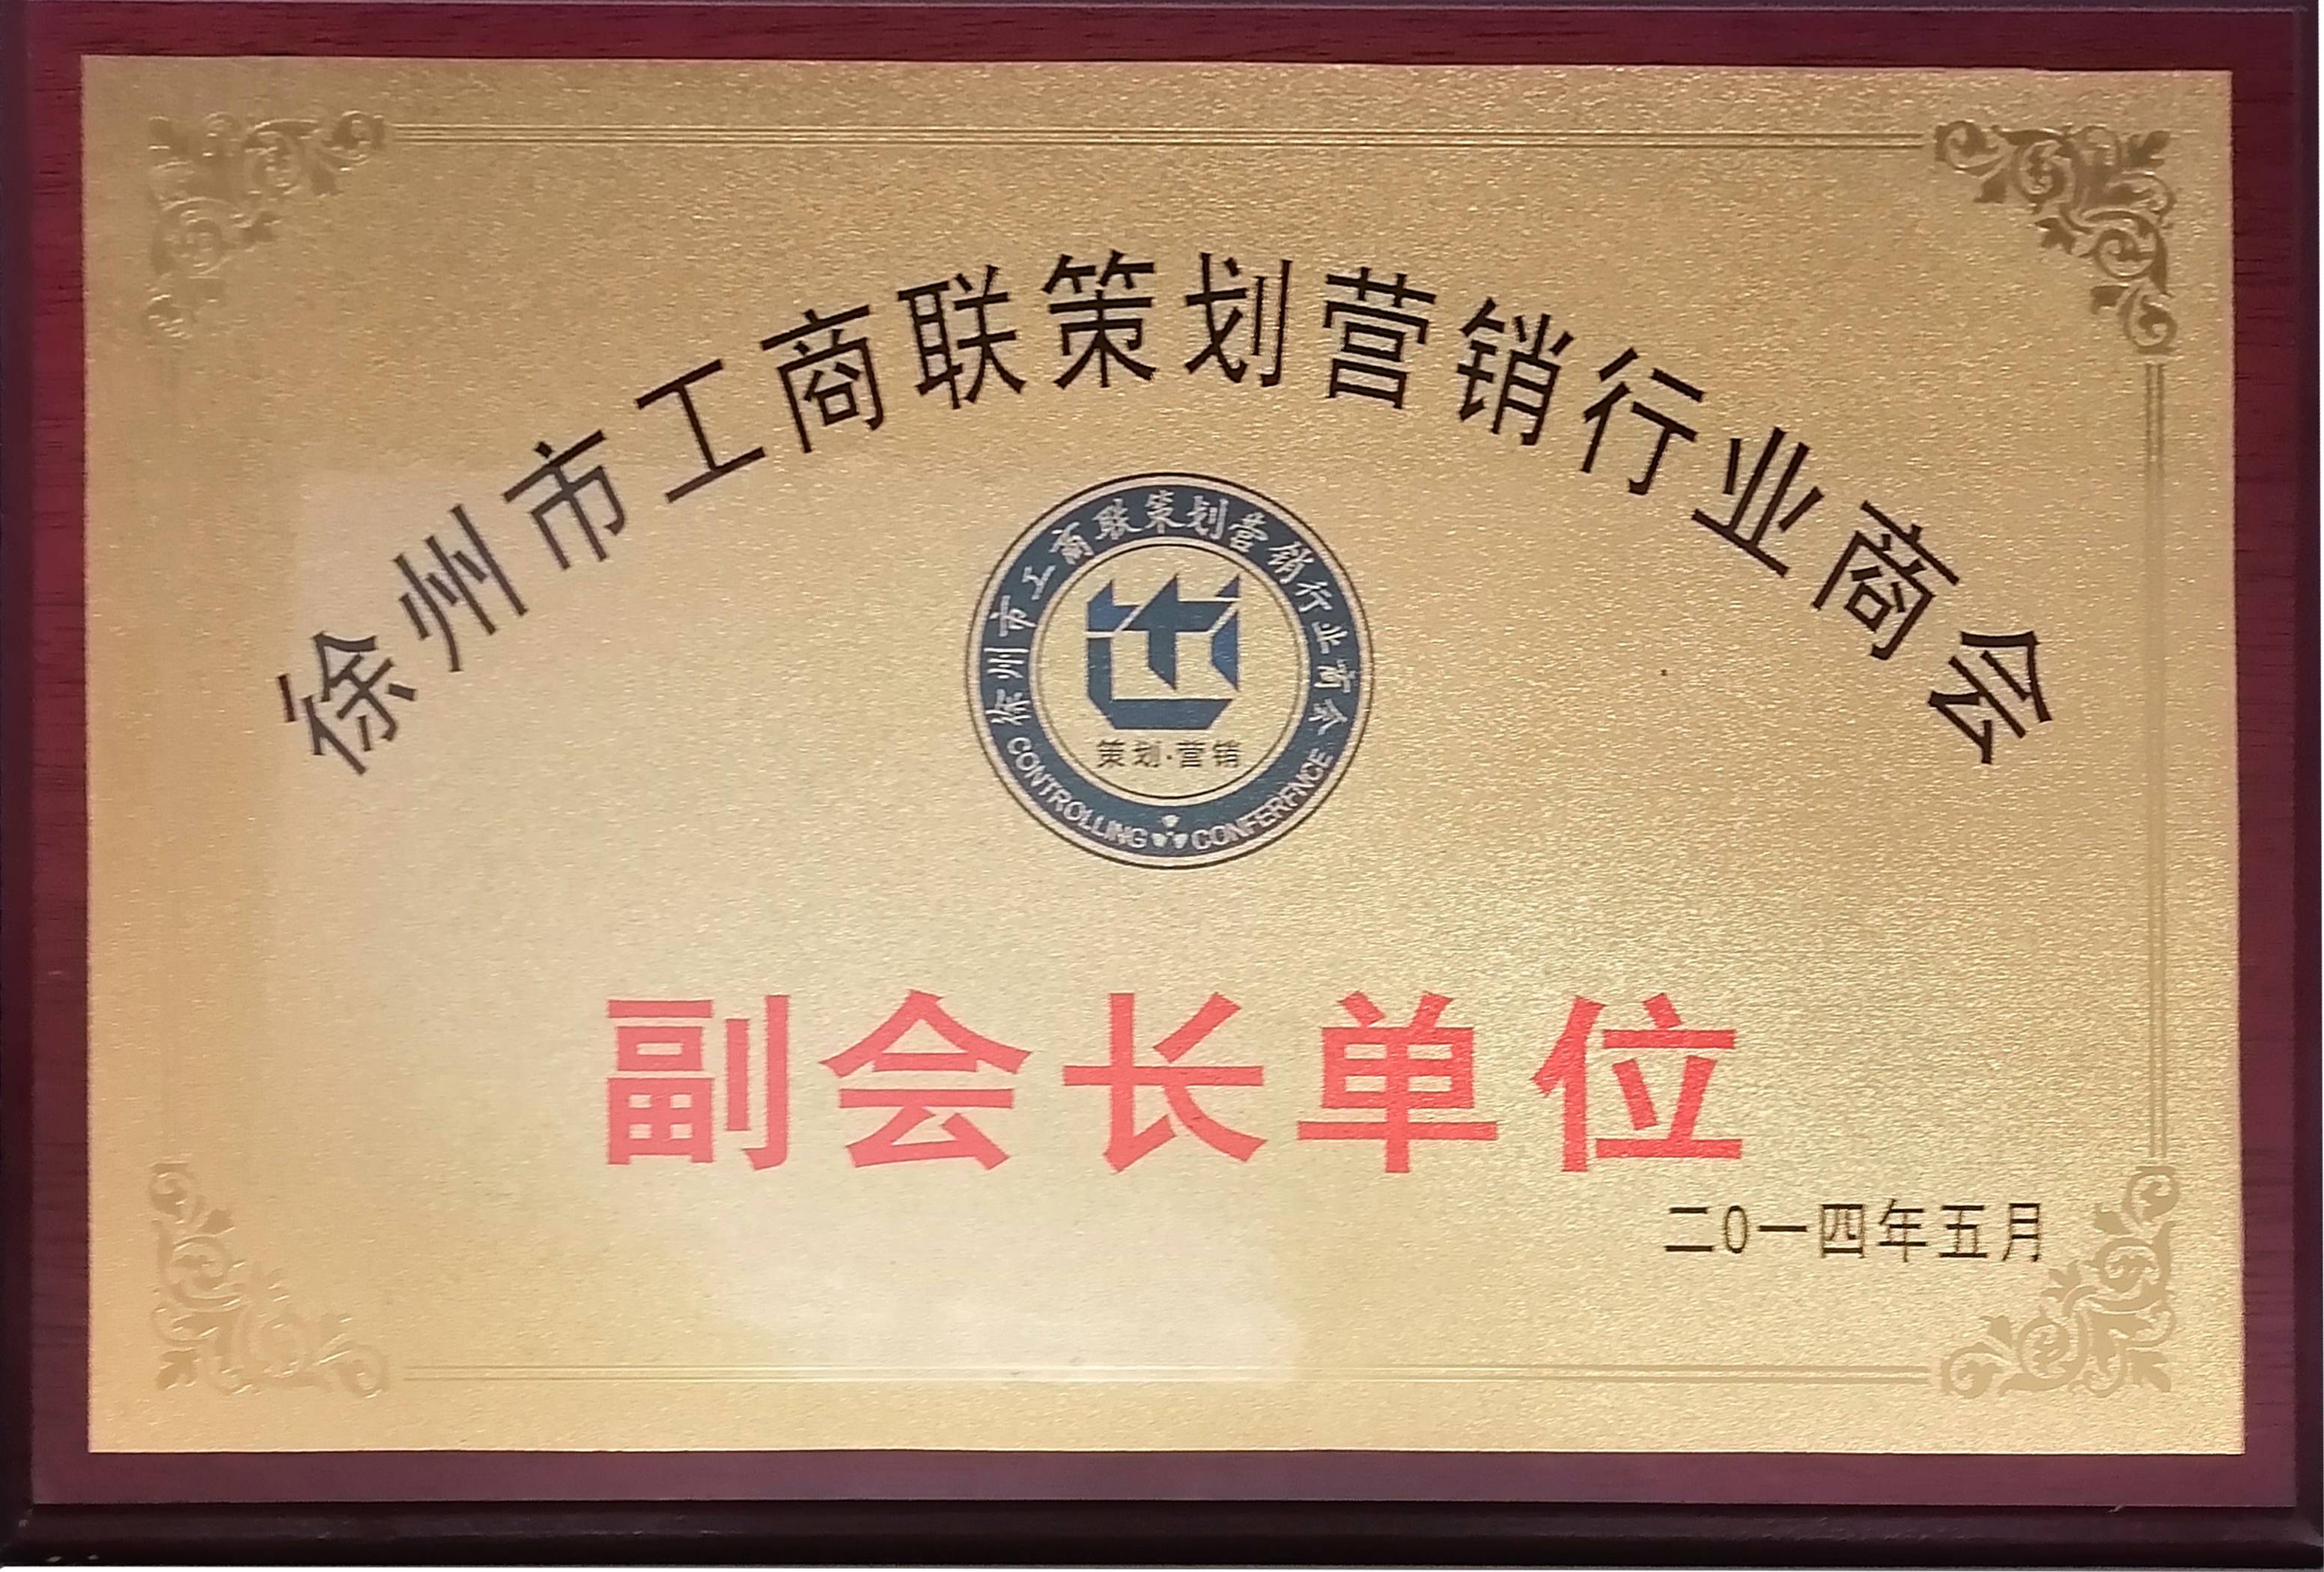 徐州市工商联策划营销行业商会
徐州市工商联策划营销行业商会
策划·营销
CONTROLLING CONFERFNCE
副会长单位
二0一四年五月